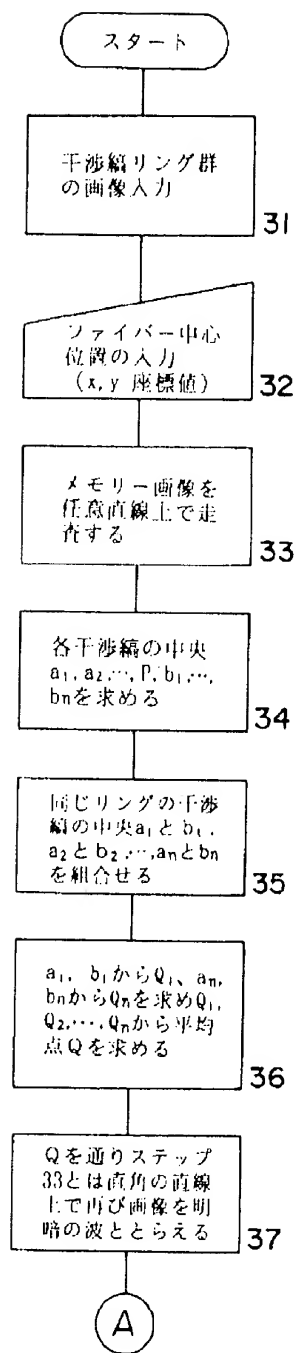 スタート
干渉縞リング群
の画像入力
31
ファイバー中心
位置の入力
(x,y 座標値)
32
メモリー画像を
任意直線上で走
査する
33
各干渉縞の中央
a₁,a₂,…,P,b₁,…,
bnを求める
34
同じリングの干渉
縞の中央a₁とb₁,
a₂とb₂,…,anとbn
を組合せる
35
a₁, b₁からQ₁、an,
bnからQnを求めQ₁,
Q₂,…,Qnから平均
点Qを求める
36
Qを通りステップ
33とは直角の直線
上で再び画像を明
暗の波ととらえる
37
A